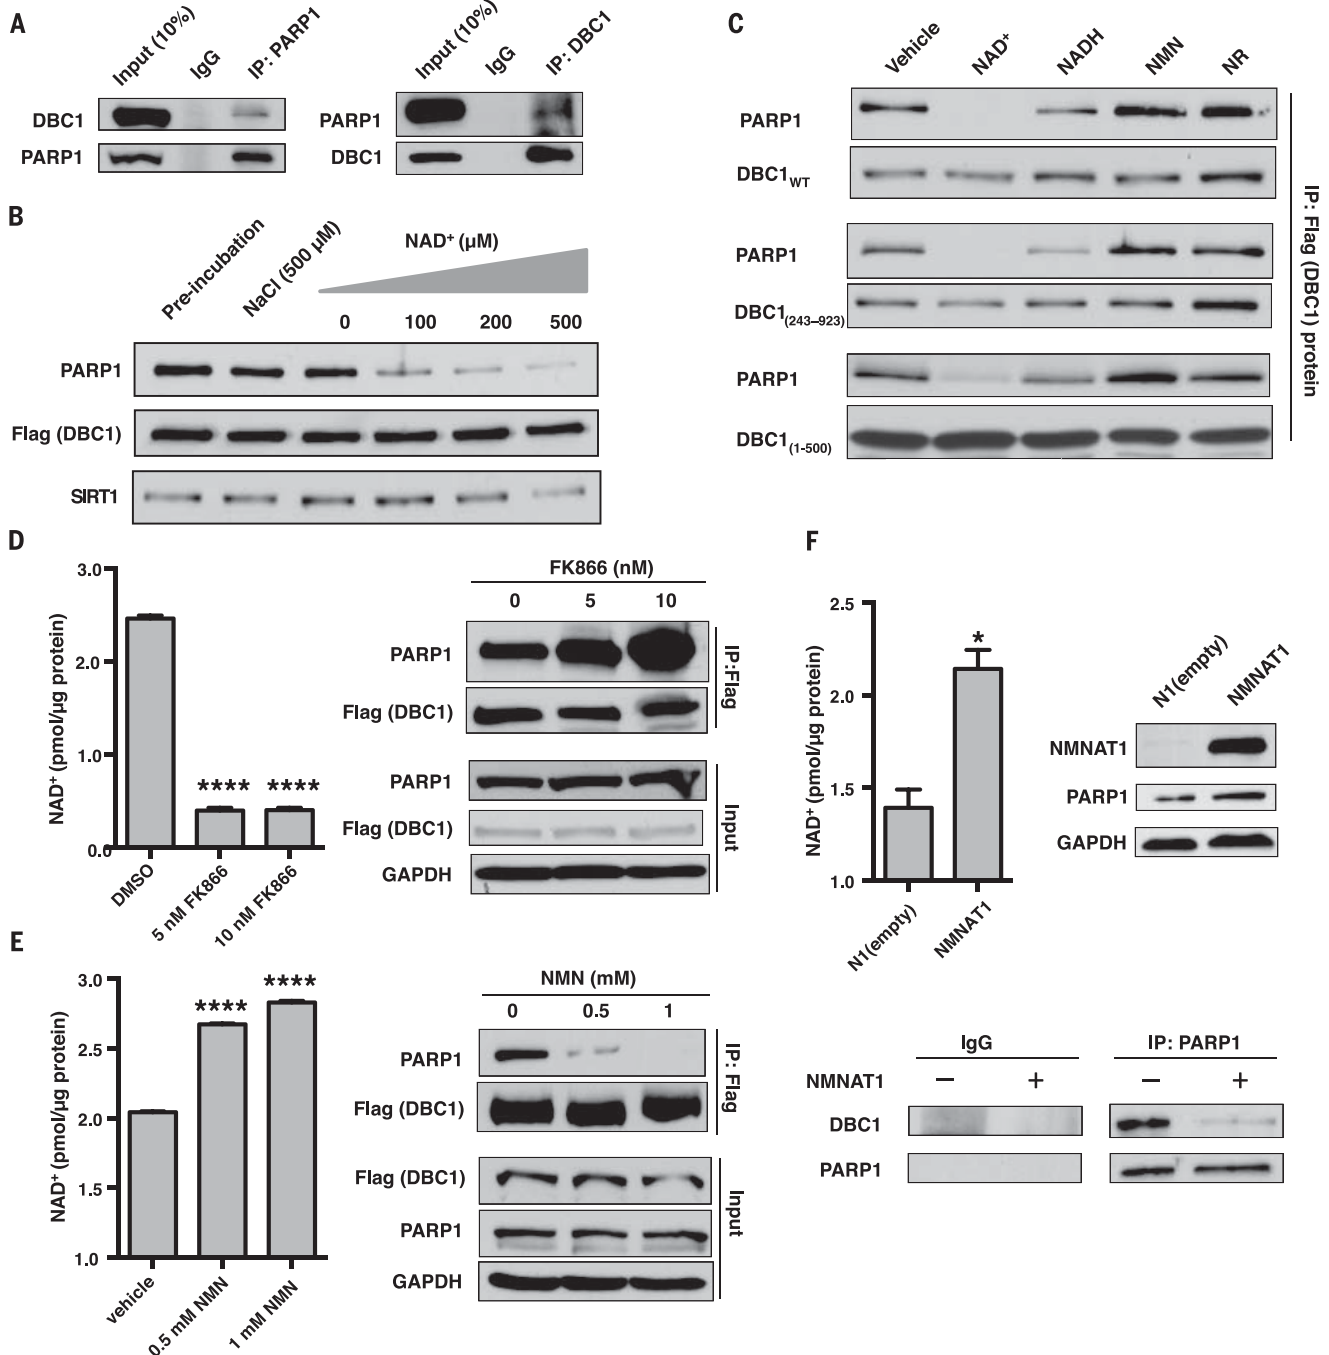 A
Input (10%)
IgG
IP: PARP1
DBC1
PARP1
Input (10%)
IgG
IP: DBC1
PARP1
DBC1
B
Pre-incubation
NaCl (500 µM)
NAD+ (µM)
0 100 200 500
PARP1
Flag (DBC1)
SIRT1
C
Vehicle
NAD+
NADH
NMN
NR
PARP1
DBC1WT
PARP1
DBC1(243–923)
PARP1
DBC1(1-500)
IP: Flag (DBC1) protein
D
NAD+ (pmol/µg protein)
3.0
2.0
1.0
0.0
**** ****
DMSO
5 nM FK866
10 nM FK866
FK866 (nM)
0 5 10
PARP1
Flag (DBC1)
IP:Flag
PARP1
Flag (DBC1)
GAPDH
Input
E
NAD+ (pmol/µg protein)
3.0
2.5
2.0
1.5
1.0
****
****
vehicle
0.5 mM NMN
1 mM NMN
NMN (mM)
0 0.5 1
PARP1
Flag (DBC1)
IP: Flag
Flag (DBC1)
PARP1
GAPDH
Input
F
NAD+ (pmol/µg protein)
2.5
2.0
1.5
1.0
*
N1(empty)
NMNAT1
N1(empty)
NMNAT1
NMNAT1
PARP1
GAPDH
IgG IP: PARP1
NMNAT1 — + — +
DBC1
PARP1